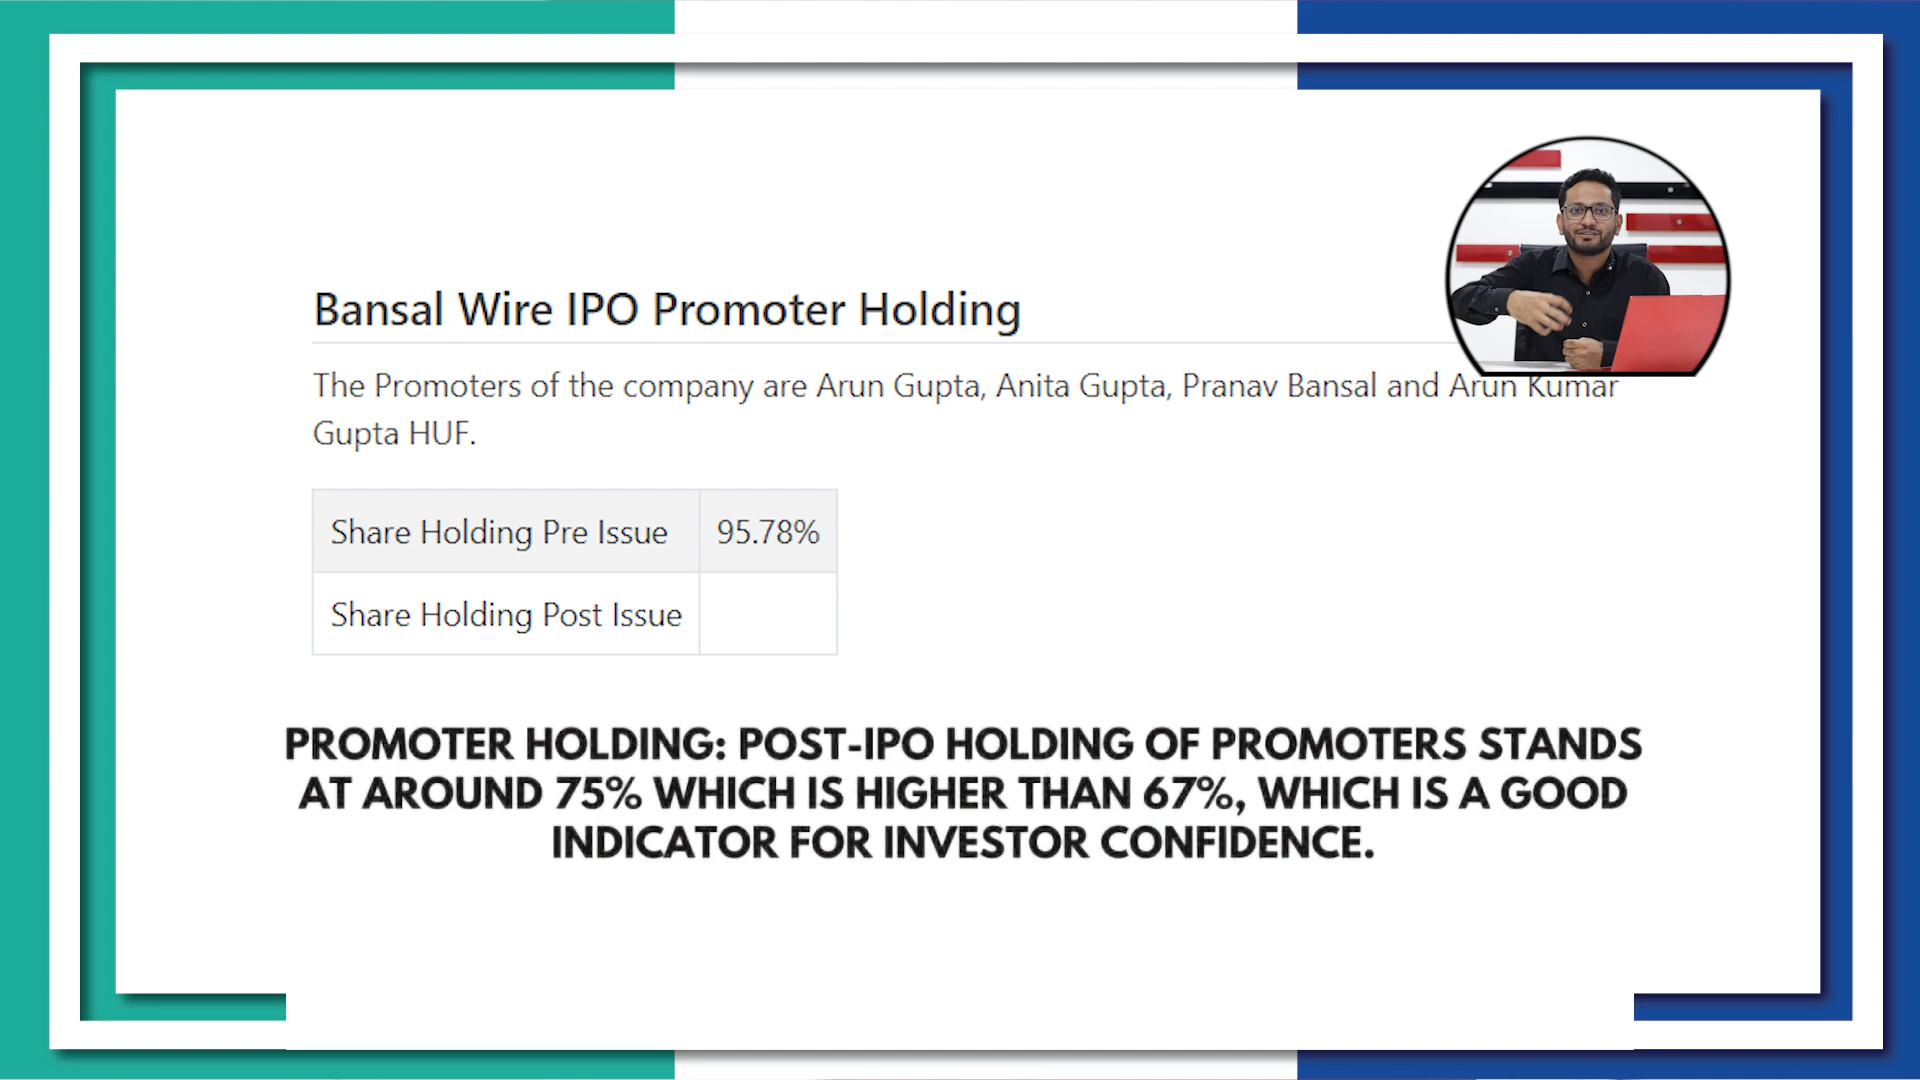 Bansal Wire IPO Promoter Holding
The Promoters of the company are Arun Gupta, Anita Gupta, Pranav Bansal and Arun Kumar
Gupta HUF.
Share Holding Pre Issue 95.78%
Share Holding Post Issue
PROMOTER HOLDING: POST-IPO HOLDING OF PROMOTERS STANDS
AT AROUND 75% WHICH IS HIGHER THAN 67%, WHICH IS A GOOD
INDICATOR FOR INVESTOR CONFIDENCE.